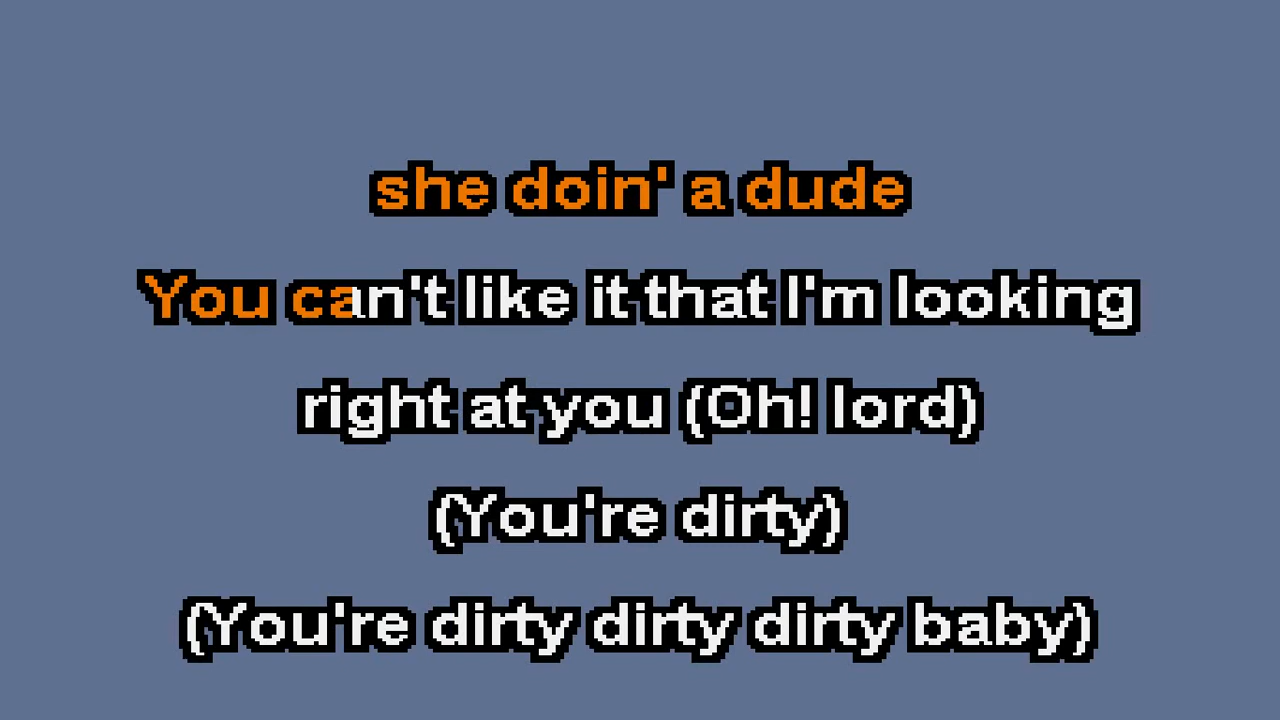 she doin' a dude
You can't like it that I'm looking
right at you (Oh! lord)
(You're dirty)
(You're dirty dirty dirty baby)